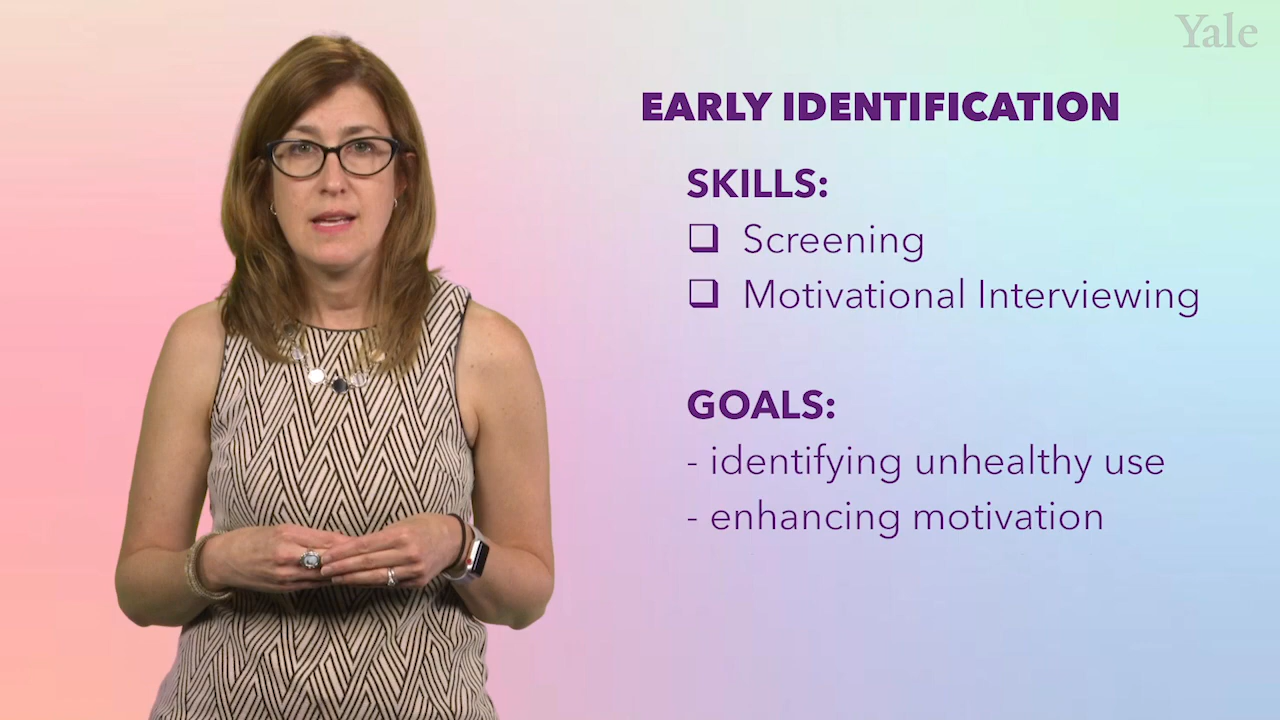 Yale
EARLY IDENTIFICATION
SKILLS:
❑ Screening
❑ Motivational Interviewing
GOALS:
- identifying unhealthy use
- enhancing motivation